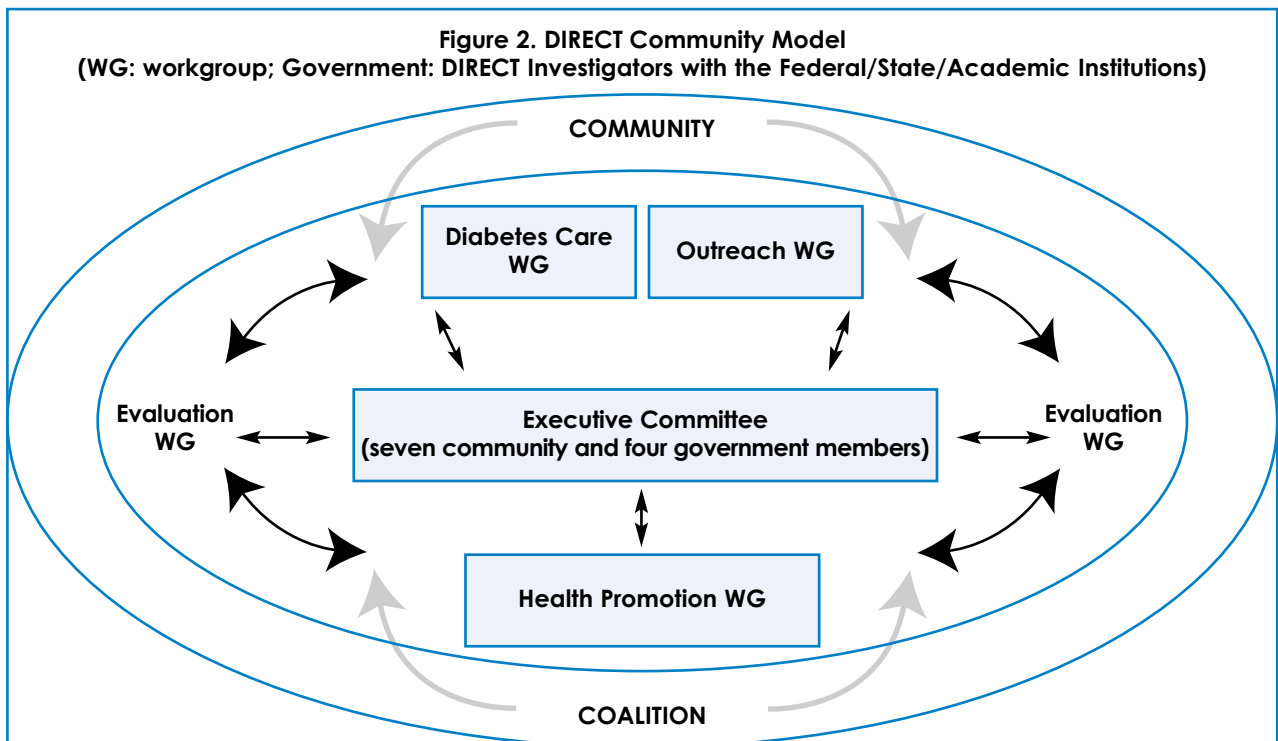 Figure 2. DIRECT Community Model
(WG: workgroup; Government: DIRECT Investigators with the Federal/State/Academic Institutions)
COMMUNITY
Diabetes Care
WG
Outreach WG
Evaluation
WG
Executive Committee
(seven community and four government members)
Evaluation
WG
Health Promotion WG
COALITION